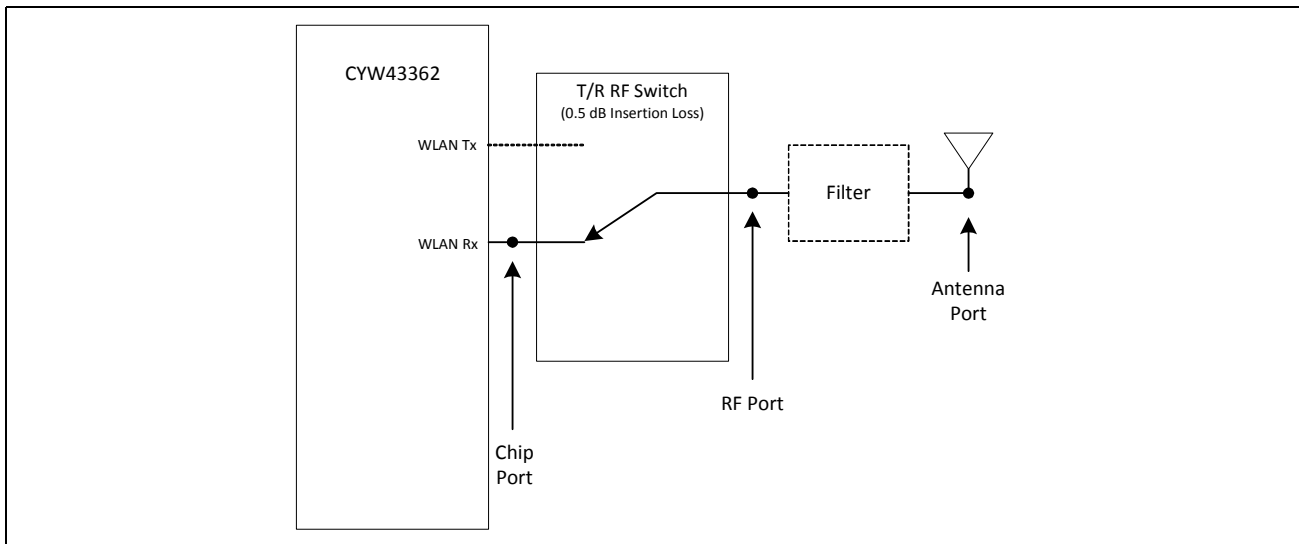 CYW43362
T/R RF Switch
(0.5 dB Insertion Loss)
WLAN Tx
WLAN Rx
Filter
Antenna
Port
RF Port
Chip
Port